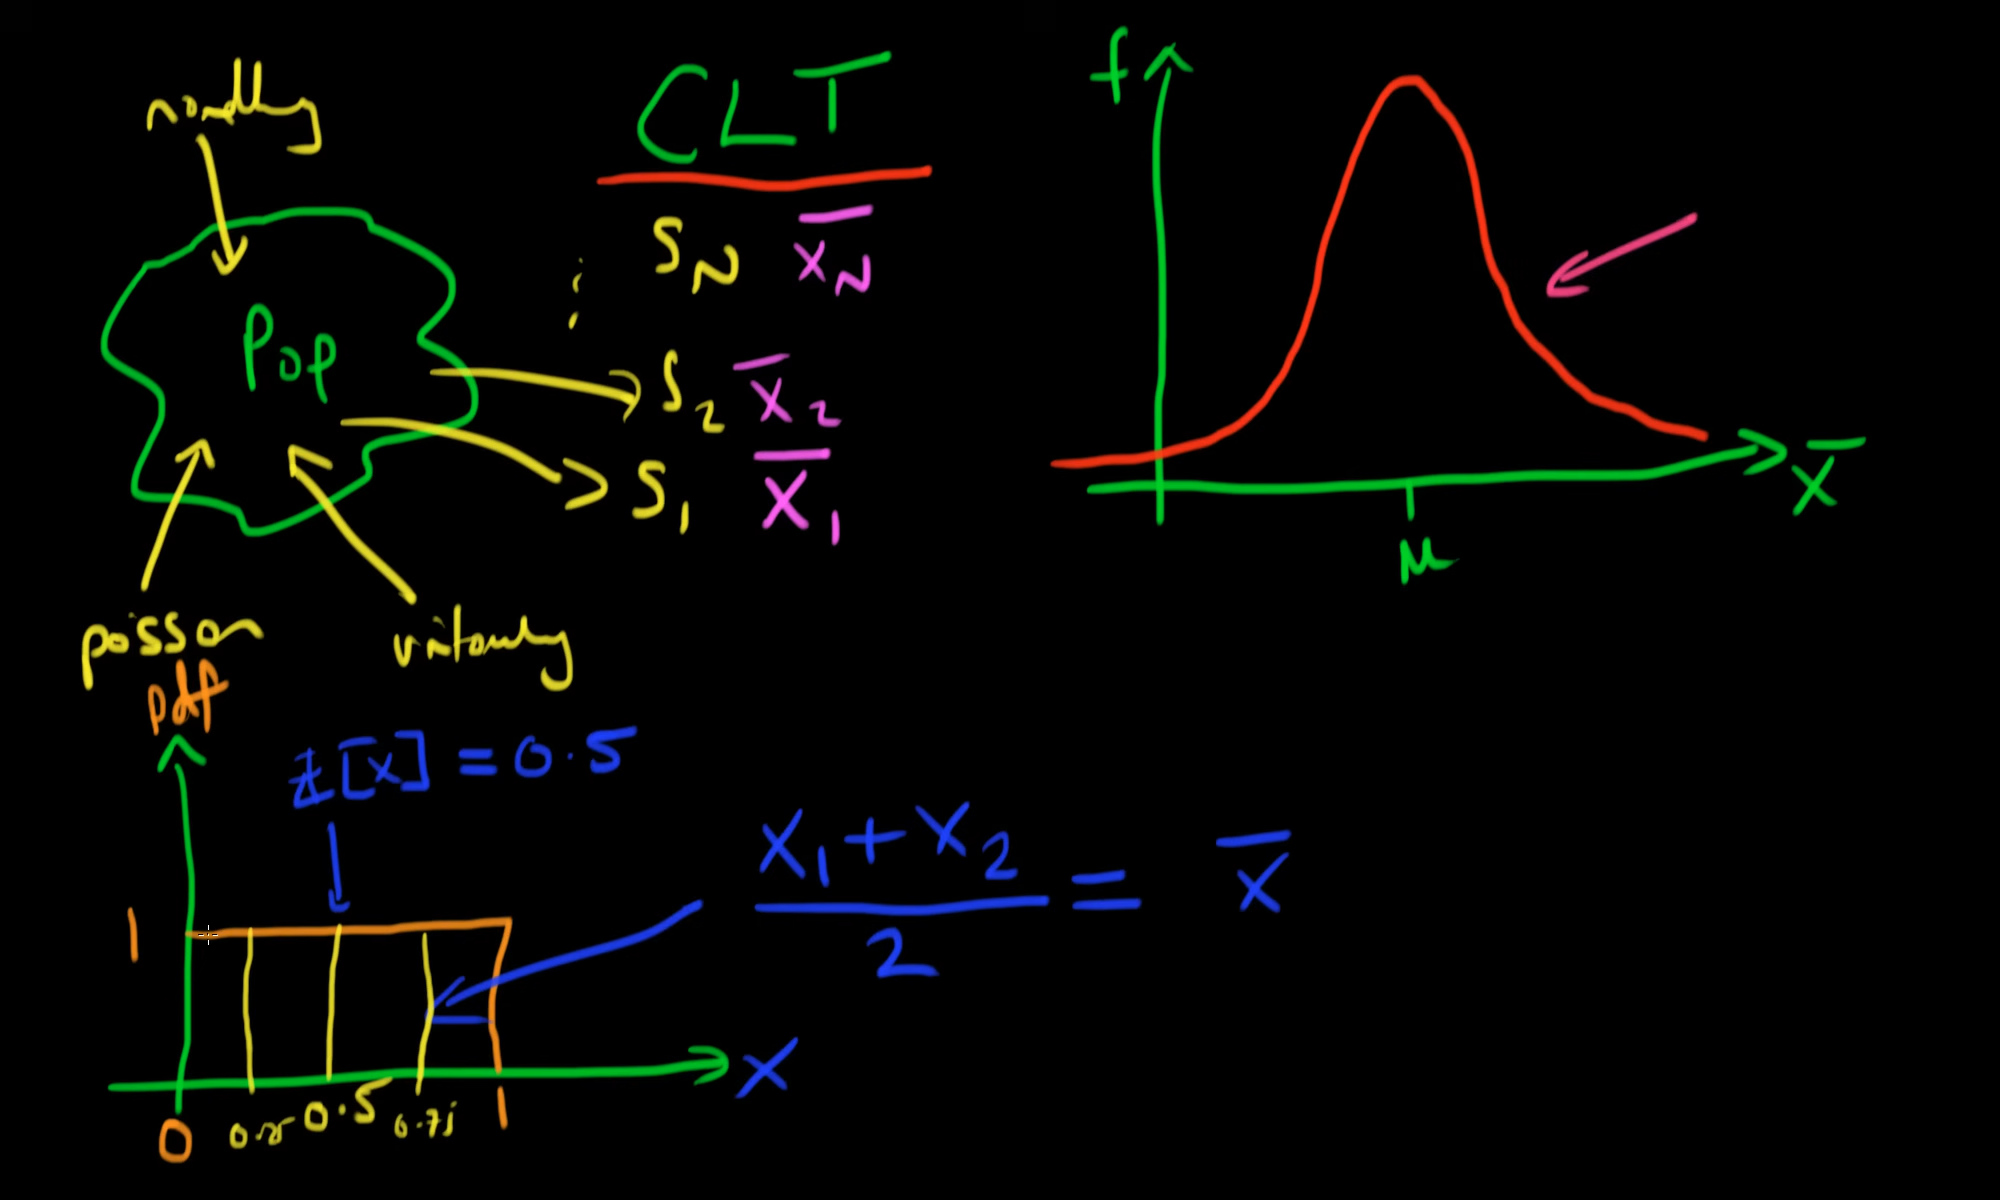 CLT
normally
Pop
poisson
uniformly
S_N x̄_N
S_2 x̄_2
S_1 x̄_1
f
μ
x̄
pdf
E[x] = 0.5
1
0 0.25 0.5 0.75 1
x
(x_1 + x_2)/2 = x̄